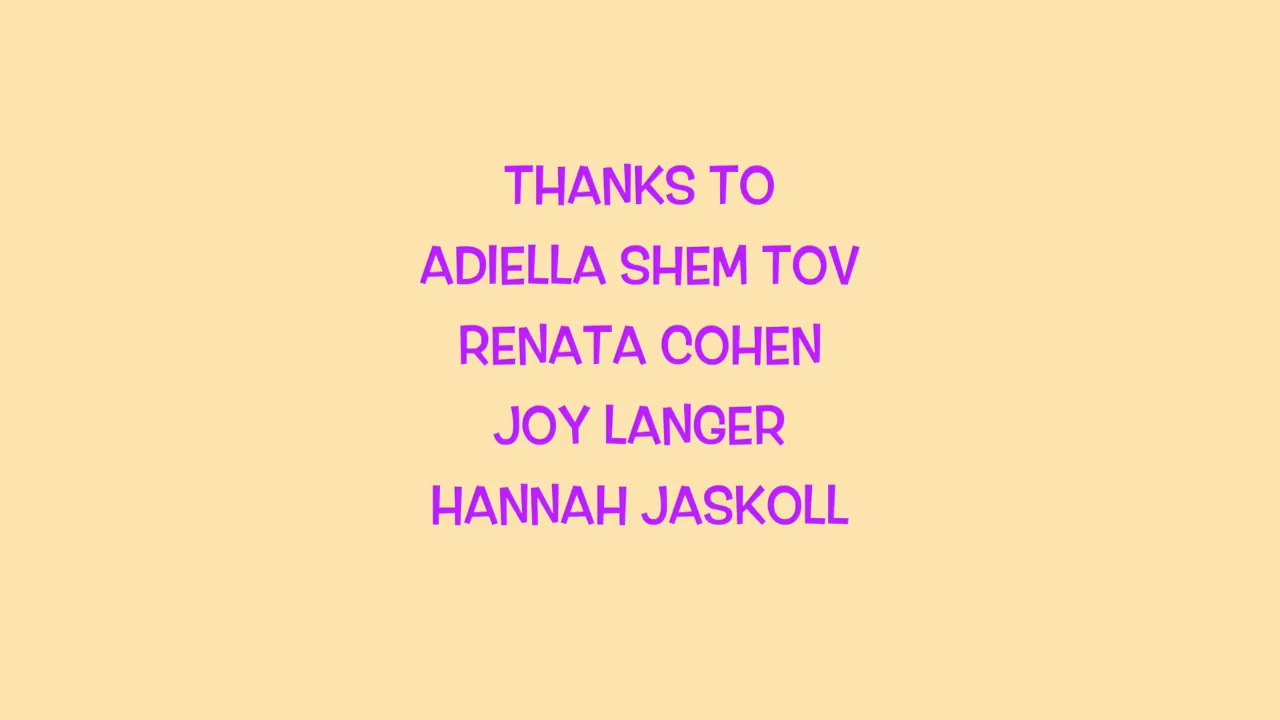 THANKS TO
ADIELLA SHEM TOV
RENATA COHEN
JOY LANGER
HANNAH JASKOLL